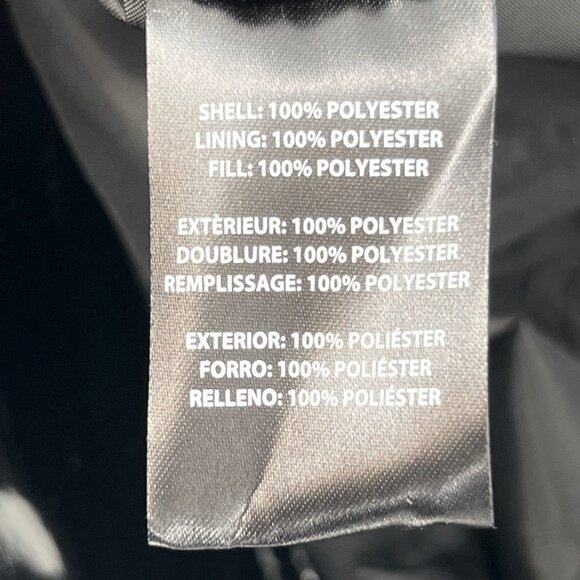 SHELL: 100% POLYESTER
LINING: 100% POLYESTER
FILL: 100% POLYESTER
EXTÈRIEUR: 100% POLYESTER
DOUBLURE: 100% POLYESTER
REMPLISSAGE: 100% POLYESTER
EXTERIOR: 100% POLIÉSTER
FORRO: 100% POLIÉSTER
RELLENO: 100% POLIÉSTER